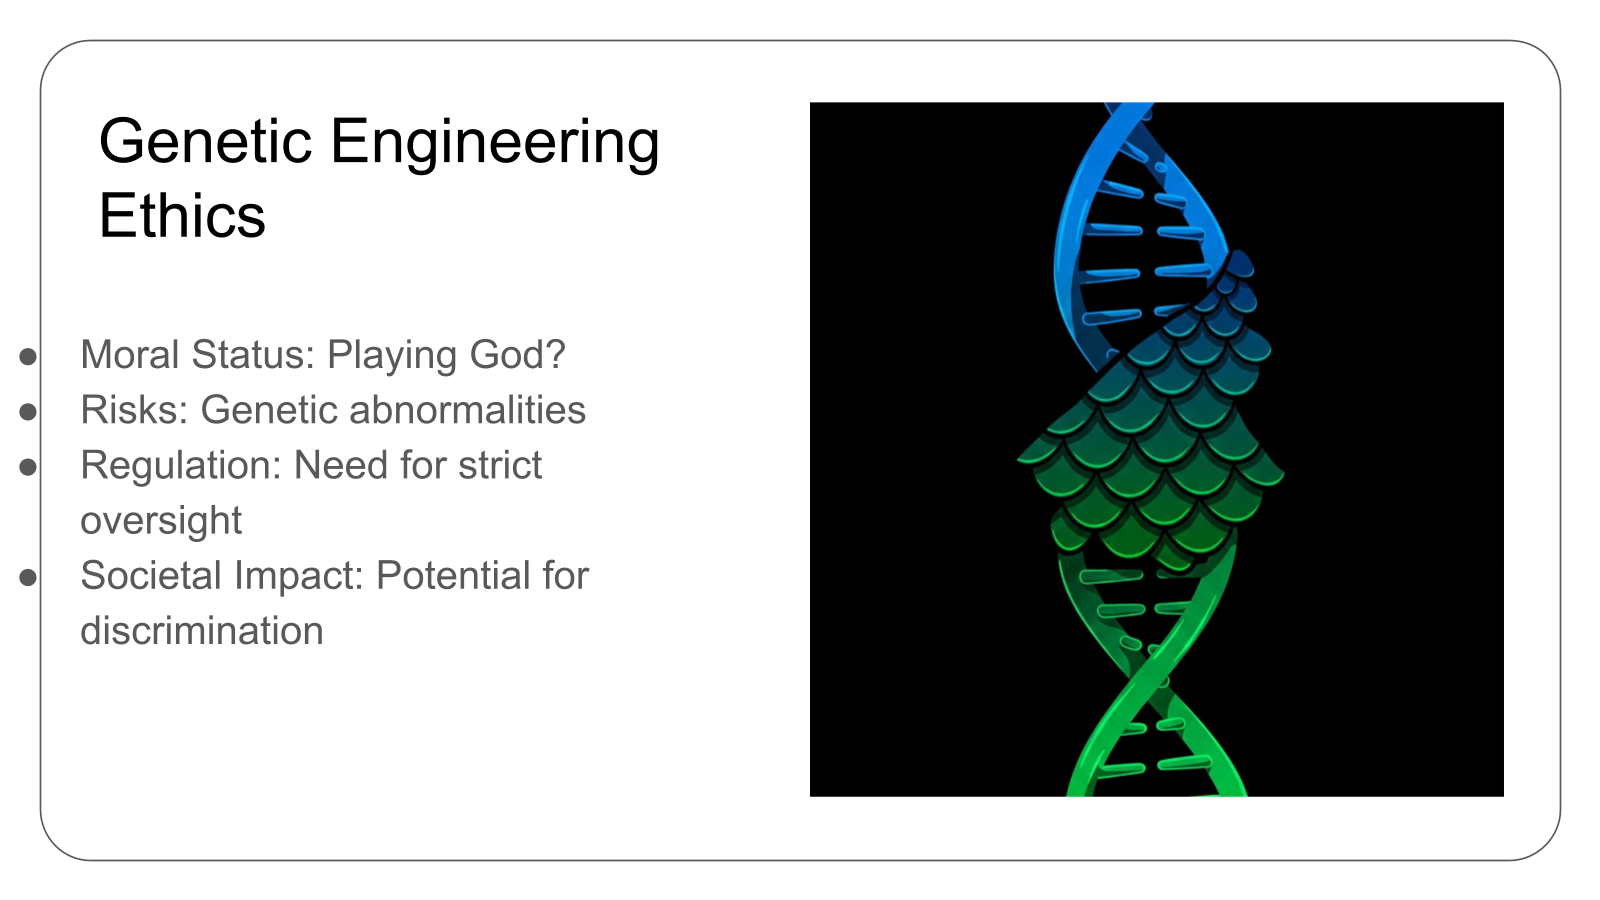 Genetic Engineering
Ethics
● Moral Status: Playing God?
● Risks: Genetic abnormalities
● Regulation: Need for strict
oversight
● Societal Impact: Potential for
discrimination